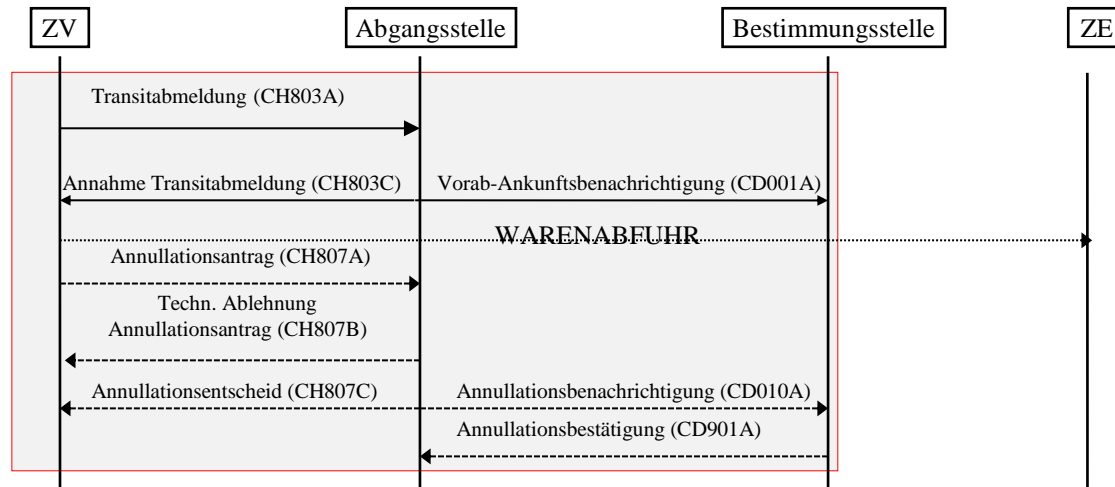 ZV
Abgangsstelle
Bestimmungsstelle
ZE
Transitabmeldung (CH803A)
Annahme Transitabmeldung (CH803C)
Vorab-Ankunftsbenachrichtigung (CD001A)
WARENABFUHR
Annullationsantrag (CH807A)
Techn. Ablehnung
Annullationsantrag (CH807B)
Annullationsentscheid (CH807C)
Annullationsbenachrichtigung (CD010A)
Annullationsbestätigung (CD901A)